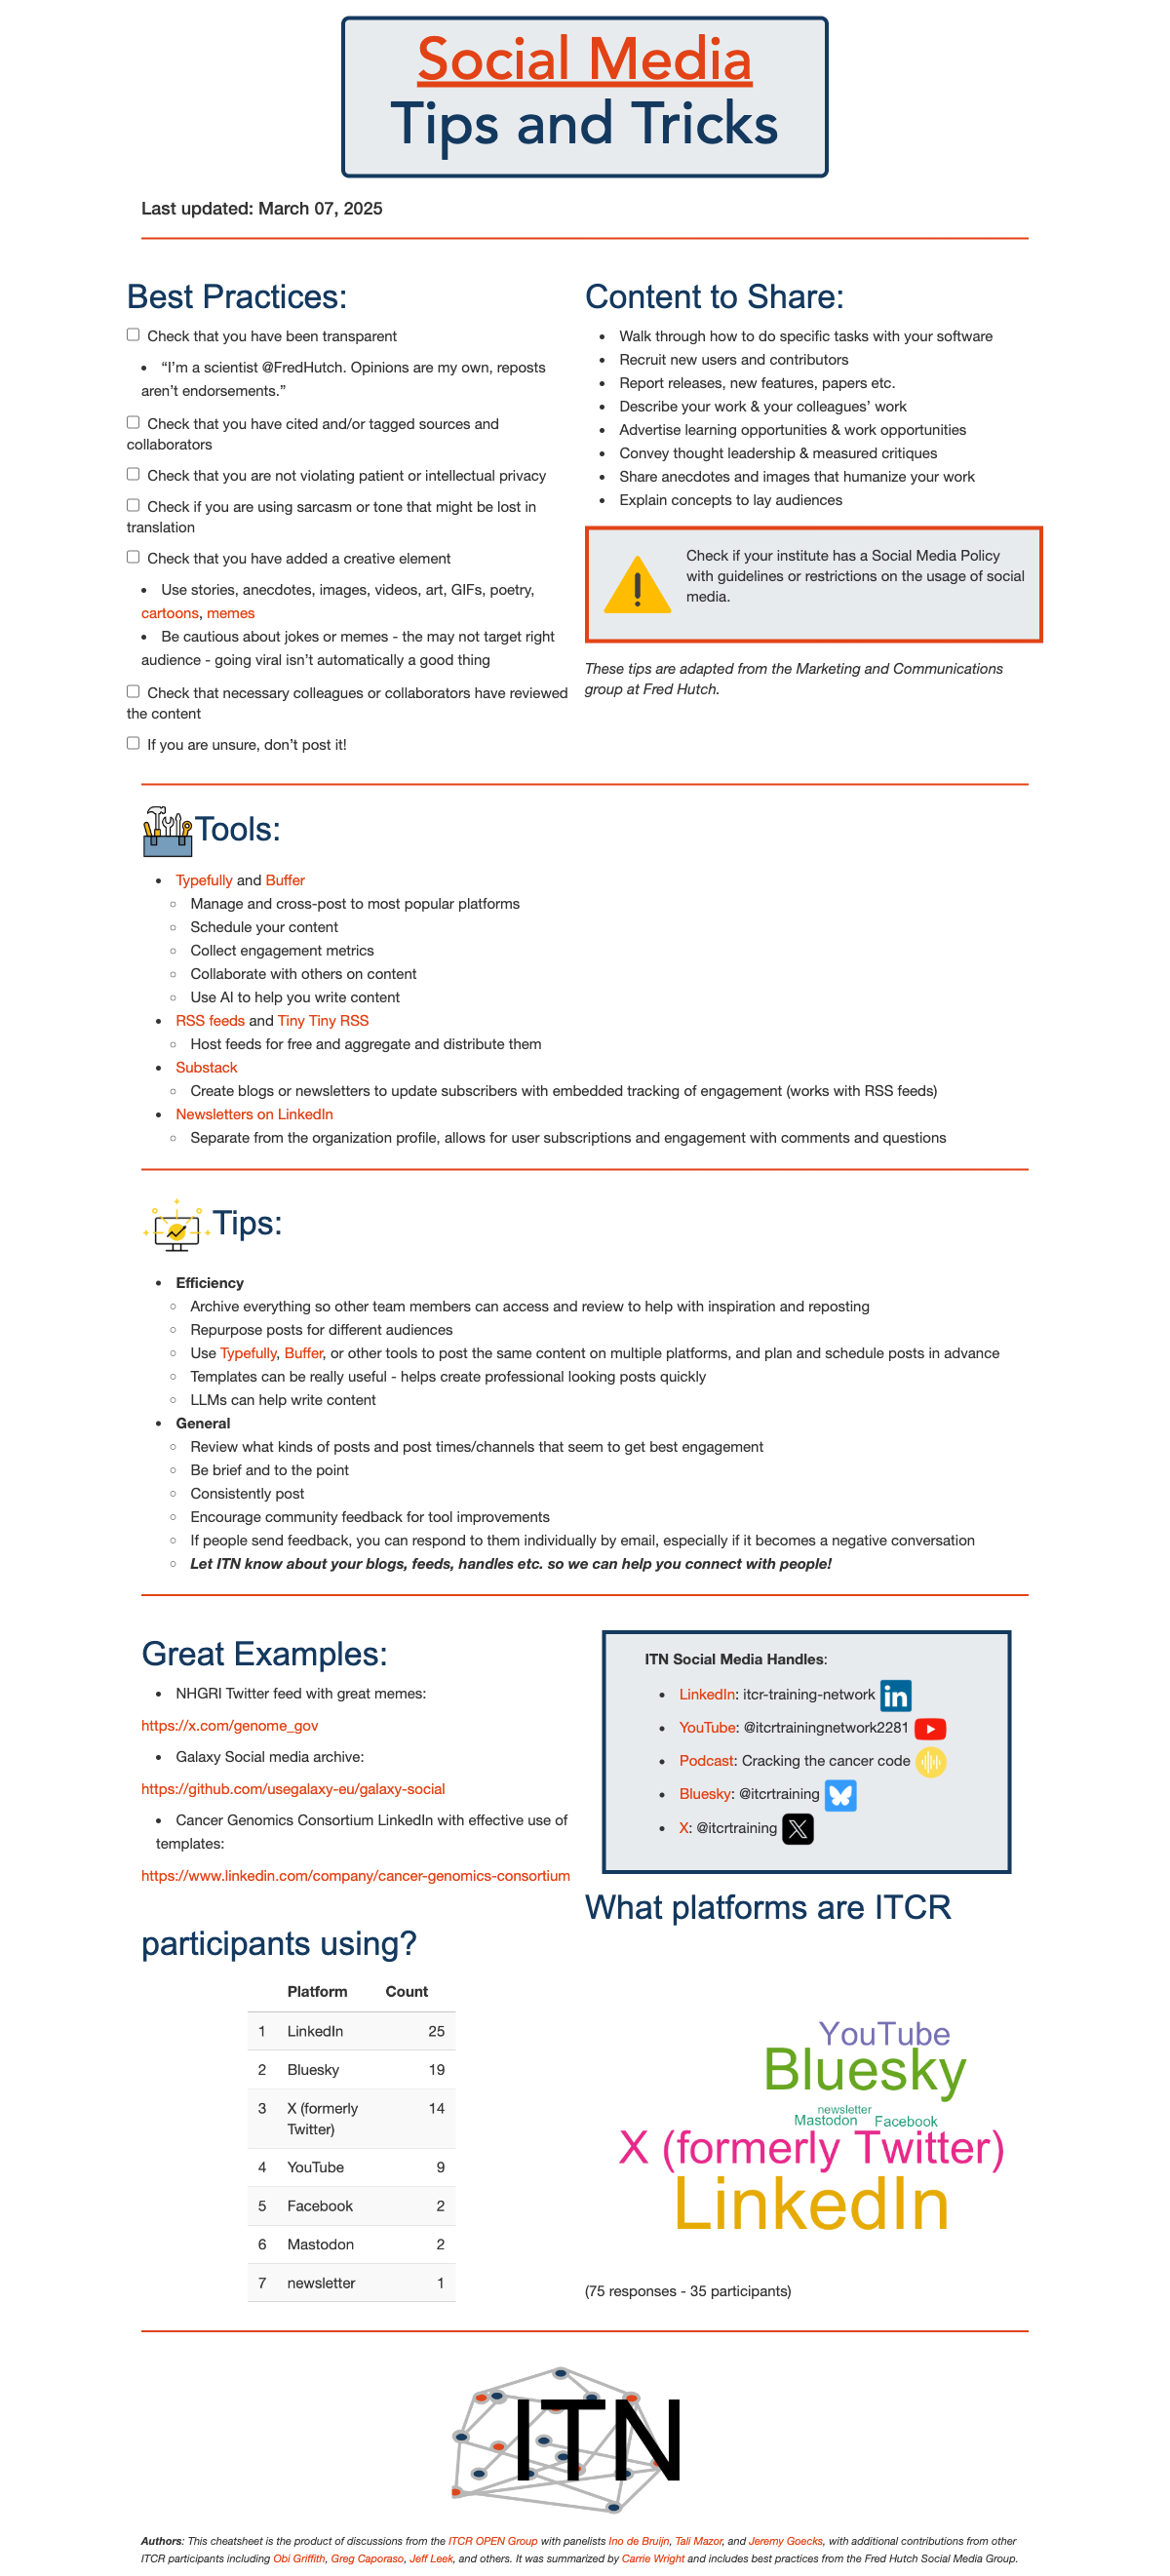 Social Media
Tips and Tricks
Last updated: March 07, 2025
Best Practices:
Check that you have been transparent
“I’m a scientist @FredHutch. Opinions are my own, reposts
aren’t endorsements.”
Check that you have cited and/or tagged sources and
collaborators
Check that you are not violating patient or intellectual privacy
Check if you are using sarcasm or tone that might be lost in
translation
Check that you have added a creative element
Use stories, anecdotes, images, videos, art, GIFs, poetry,
cartoons, memes
Be cautious about jokes or memes - the may not target right
audience - going viral isn’t automatically a good thing
Check that necessary colleagues or collaborators have reviewed
the content
If you are unsure, don’t post it!
Content to Share:
Walk through how to do specific tasks with your software
Recruit new users and contributors
Report releases, new features, papers etc.
Describe your work & your colleagues’ work
Advertise learning opportunities & work opportunities
Convey thought leadership & measured critiques
Share anecdotes and images that humanize your work
Explain concepts to lay audiences
Check if your institute has a Social Media Policy
with guidelines or restrictions on the usage of social
media.
These tips are adapted from the Marketing and Communications
group at Fred Hutch.
Tools:
Typefully and Buffer
Manage and cross-post to most popular platforms
Schedule your content
Collect engagement metrics
Collaborate with others on content
Use AI to help you write content
RSS feeds and Tiny Tiny RSS
Host feeds for free and aggregate and distribute them
Substack
Create blogs or newsletters to update subscribers with embedded tracking of engagement (works with RSS feeds)
Newsletters on LinkedIn
Separate from the organization profile, allows for user subscriptions and engagement with comments and questions
Tips:
Efficiency
Archive everything so other team members can access and review to help with inspiration and reposting
Repurpose posts for different audiences
Use Typefully, Buffer, or other tools to post the same content on multiple platforms, and plan and schedule posts in advance
Templates can be really useful - helps create professional looking posts quickly
LLMs can help write content
General
Review what kinds of posts and post times/channels that seem to get best engagement
Be brief and to the point
Consistently post
Encourage community feedback for tool improvements
If people send feedback, you can respond to them individually by email, especially if it becomes a negative conversation
Let ITN know about your blogs, feeds, handles etc. so we can help you connect with people!
Great Examples:
NHGRI Twitter feed with great memes:
https://x.com/genome_gov
Galaxy Social media archive:
https://github.com/usegalaxy-eu/galaxy-social
Cancer Genomics Consortium LinkedIn with effective use of
templates:
https://www.linkedin.com/company/cancer-genomics-consortium
ITN Social Media Handles:
LinkedIn: itcr-training-network in
YouTube: @itcrtrainingnetwork2281
Podcast: Cracking the cancer code
Bluesky: @itcrtraining
X: @itcrtraining X
What platforms are ITCR
participants using?
Platform Count
1 LinkedIn 25
2 Bluesky 19
3 X (formerly
Twitter) 14
4 YouTube 9
5 Facebook 2
6 Mastodon 2
7 newsletter 1
YouTube
Bluesky
newsletter
Mastodon Facebook
X (formerly Twitter)
LinkedIn
(75 responses - 35 participants)
ITN
Authors: This cheatsheet is the product of discussions from the ITCR OPEN Group with panelists Ino de Bruijn, Tali Mazor, and Jeremy Goecks, with additional contributions from other
ITCR participants including Obi Griffith, Greg Caporaso, Jeff Leek, and others. It was summarized by Carrie Wright and includes best practices from the Fred Hutch Social Media Group.